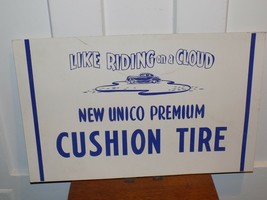 LIKE RIDING on a CLOUD
NEW UNICO PREMIUM
CUSHION TIRE